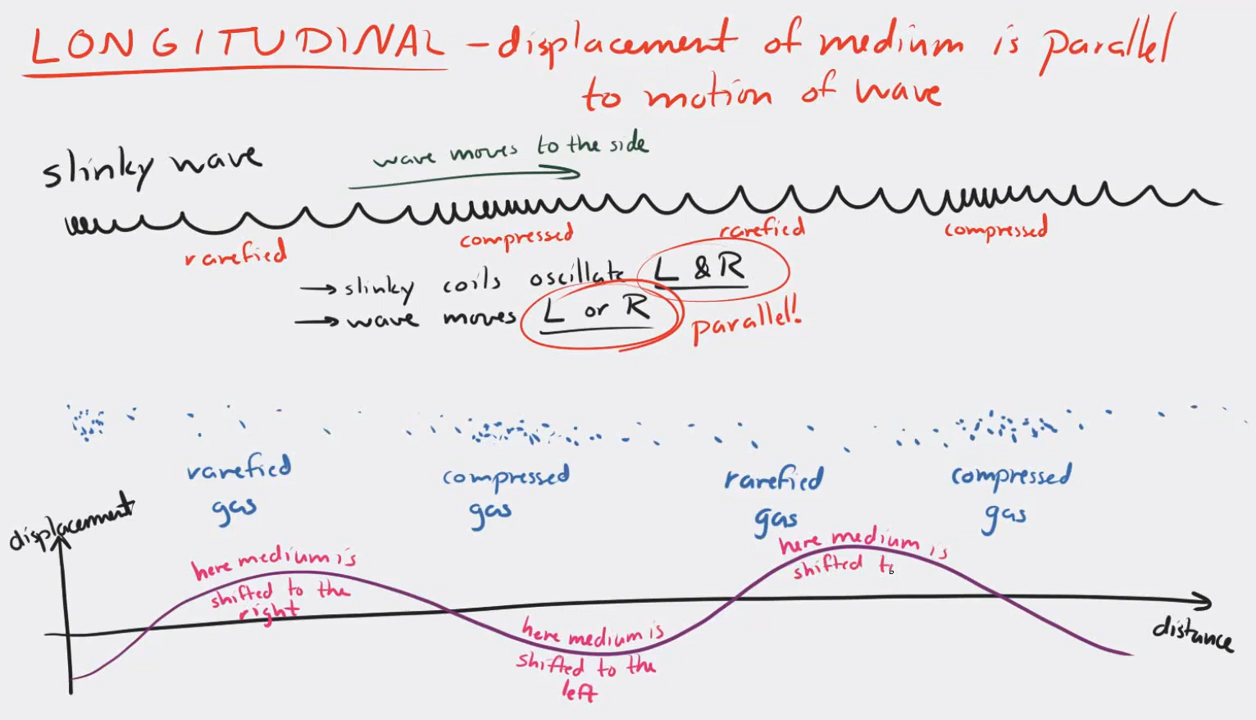 LONGITUDINAL - displacement of medium is parallel
to motion of wave
slinky wave
wave moves to the side
rarefied
compressed
rarefied
compressed
→ slinky coils oscillate L & R
→ wave moves L or R
parallel!
rarefied
gas
compressed
gas
rarefied
gas
compressed
gas
displacement
here medium is
shifted to the
right
here medium is
shifted to the
left
here medium is
shifted to
distance